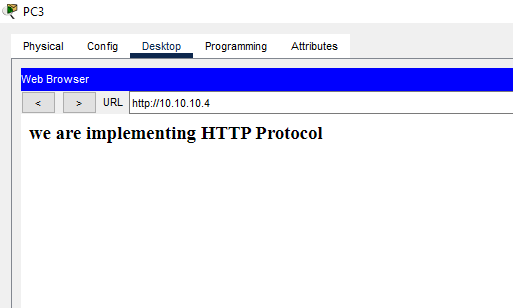 PC3
Physical Config Desktop Programming Attributes
Web Browser
< > URL http://10.10.10.4
we are implementing HTTP Protocol